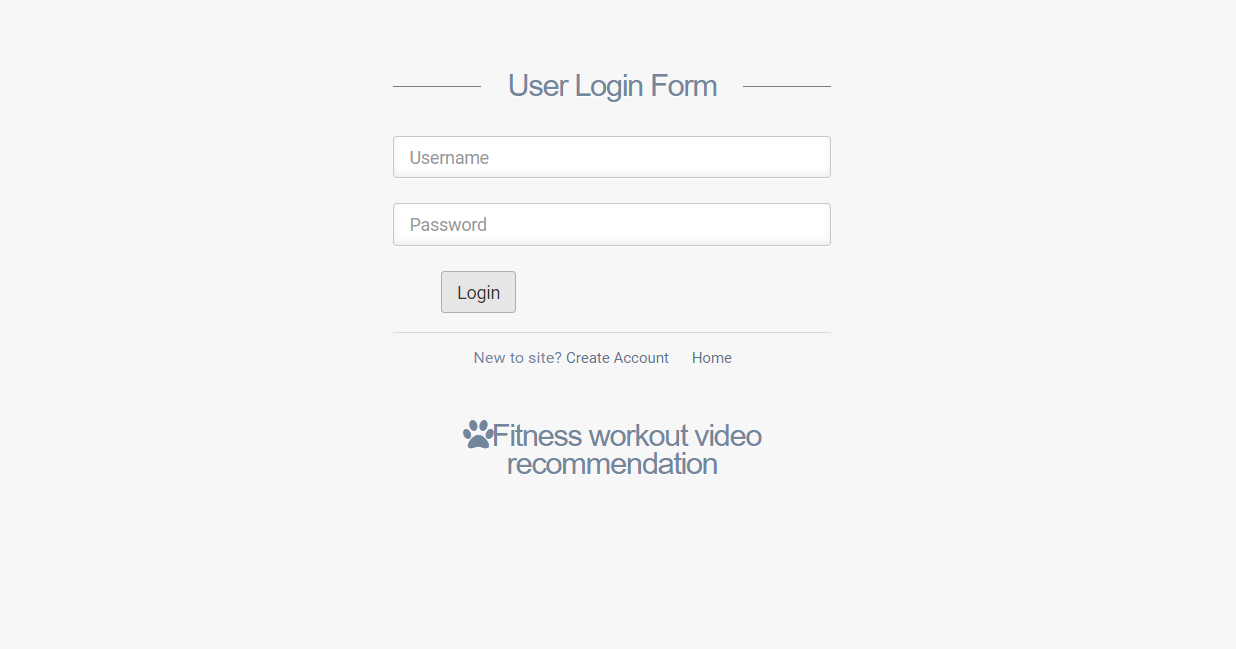 User Login Form
Username
Password
Login
New to site? Create Account Home
Fitness workout video
recommendation